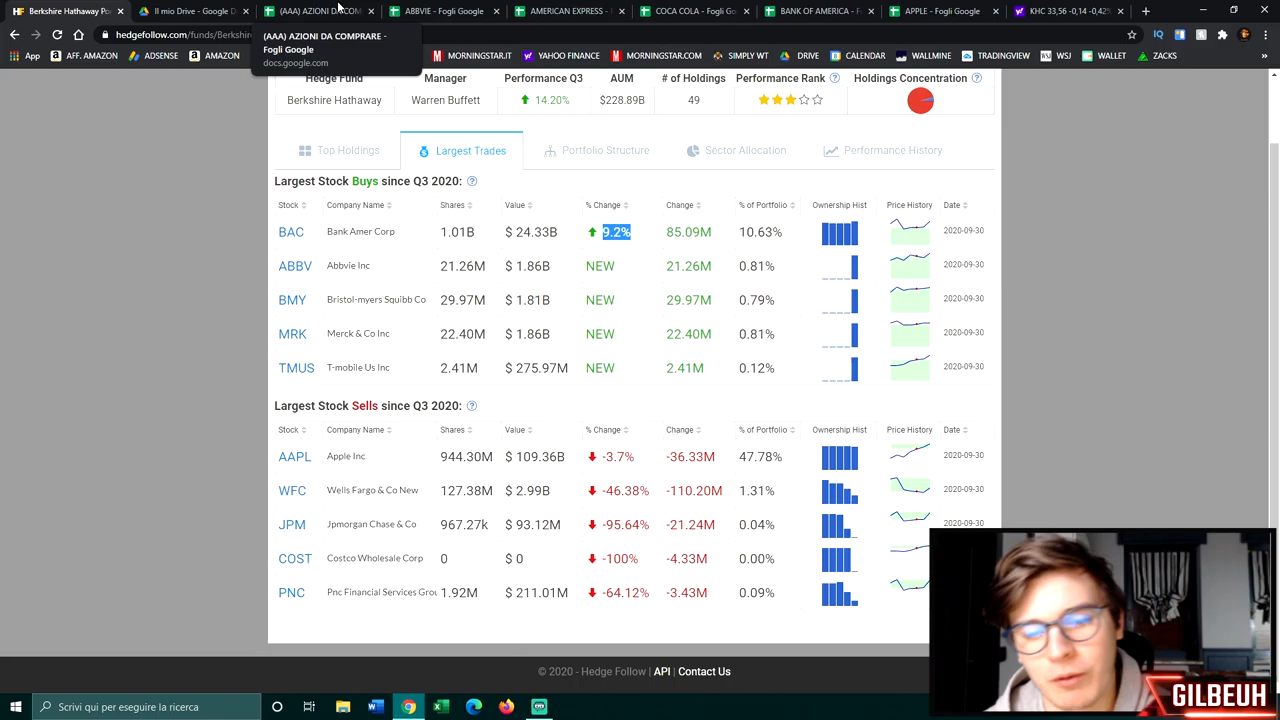 Berkshire Hathaway Po
Il mio drive - Google D
(AAA) AZIONI DA COM
ABBVIE - Fogli Google
AMERICAN EXPRESS -
COCA COLA - Fogli Goo
BANK OF AMERICA - Fo
APPLE - Fogli Google
KHC 33,56 -0,14 -0,42%
hedgefollow.com/funds/Berkshi
AFF. AMAZON
ADSENSE
AMAZON
MORNINGSTAR.IT
MORNINGSTAR.COM
SIMPLY WS
DRIVE
GURU
WALLMINE
TRADINGVIEW
WSJ
WALLET INV
ZACKS
(AAA) AZIONI DA COMPRARE -
Fogli Google
docs.google.com
Hedge Fund Manager Performance Q3 AUM # of Holdings Performance Rank Holdings Concentration
Berkshire Hathaway Warren Buffett 14.20% $228.89B 49
Top Holdings Largest Trades Portfolio Structure Sector Allocation Performance History
Largest Stock Buys since Q3 2020:
Stock Company Name Shares Value % Change Change % of Portfolio Ownership Hist Price History Date
BAC Bank Amer Corp 1.01B $ 24.33B 9.2% 85.09M 10.63% 2020-09-30
ABBV Abbvie Inc 21.26M $ 1.86B NEW 21.26M 0.81% 2020-09-30
BMY Bristol-myers Squibb Co 29.97M $ 1.81B NEW 29.97M 0.79% 2020-09-30
MRK Merck & Co Inc 22.40M $ 1.86B NEW 22.40M 0.81% 2020-09-30
TMUS T-mobile Us Inc 2.41M $ 275.97M NEW 2.41M 0.12% 2020-09-30
Largest Stock Sells since Q3 2020:
Stock Company Name Shares Value % Change Change % of Portfolio Ownership Hist Price History Date
AAPL Apple Inc 944.30M $ 109.36B -3.7% -36.33M 47.78% 2020-09-30
WFC Wells Fargo & Co New 127.38M $ 2.99B -46.38% -110.20M 1.31% 2020-09-30
JPM Jpmorgan Chase & Co 967.27k $ 93.12M -95.64% -21.24M 0.04% 2020-09-30
COST Costco Wholesale Corp 0 $ 0 -100% -4.33M 0.00%
PNC Pnc Financial Services Grou 1.92M $ 211.01M -64.12% -3.43M 0.09%
© 2020 - Hedge Follow | API | Contact Us
GILBEUH
Scrivi qui per eseguire la ricerca